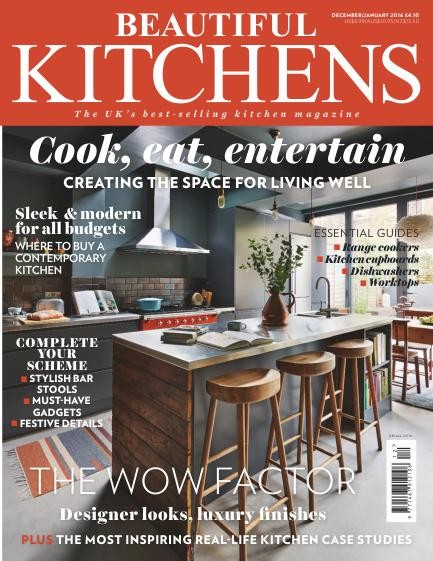 BEAUTIFUL
DECEMBER/JANUARY 2016 £4.10
KITCHENS
The UK's best-selling kitchen magazine
Cook, eat, entertain
CREATING THE SPACE FOR LIVING WELL
Sleek & modern
for all budgets
WHERE TO BUY A
CONTEMPORARY
KITCHEN
ESSENTIAL GUIDES
Range cookers
Kitchen cupboards
Dishwashers
Worktops
COMPLETE
YOUR
SCHEME
STYLISH BAR
STOOLS
MUST-HAVE
GADGETS
FESTIVE DETAILS
THE WOW FACTOR
Designer looks, luxury finishes
PLUS THE MOST INSPIRING REAL-LIFE KITCHEN CASE STUDIES